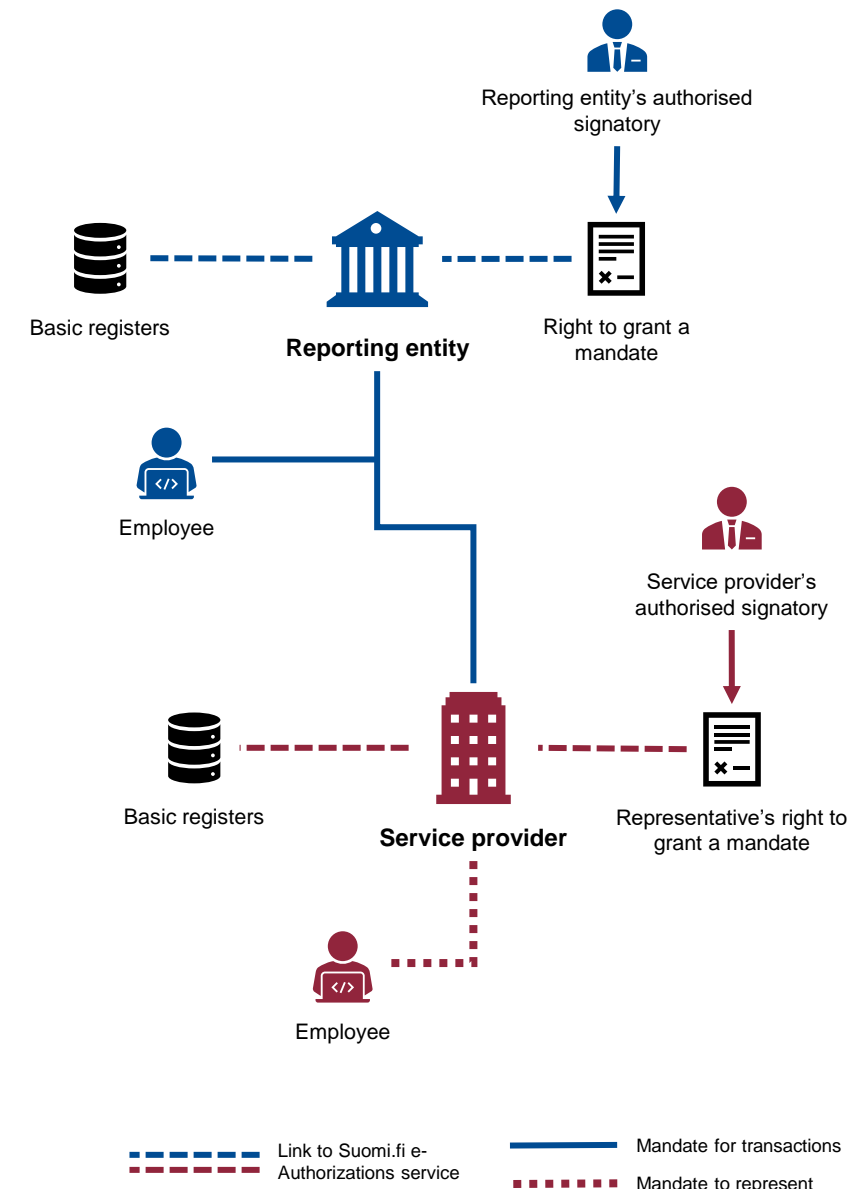 Reporting entity's authorised
signatory
Basic registers
Reporting entity
Right to grant a
mandate
</>
Employee
Service provider's
authorised signatory
Basic registers
Service provider
Representative's right to
grant a mandate
</>
Employee
Link to Suomi.fi e-
Authorizations service
Mandate for transactions
Mandate to represent